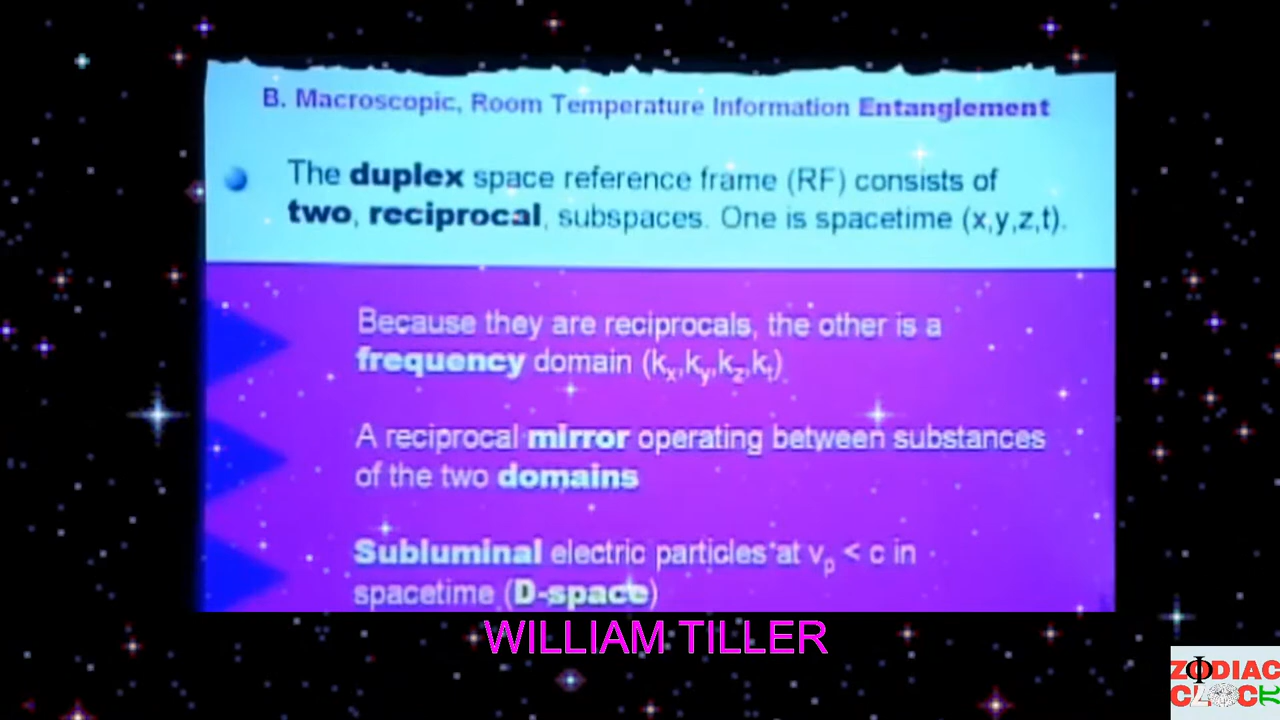 B. Macroscopic, Room Temperature Information Entanglement
The duplex space reference frame (RF) consists of
two, reciprocal, subspaces. One is spacetime (x,y,z,t).
Because they are reciprocals, the other is a
frequency domain (kx,ky,kz,kt)
A reciprocal mirror operating between substances
of the two domains
Subluminal electric particles at vp < c in
spacetime (D-space)
WILLIAM TILLER
ZΦDIAC